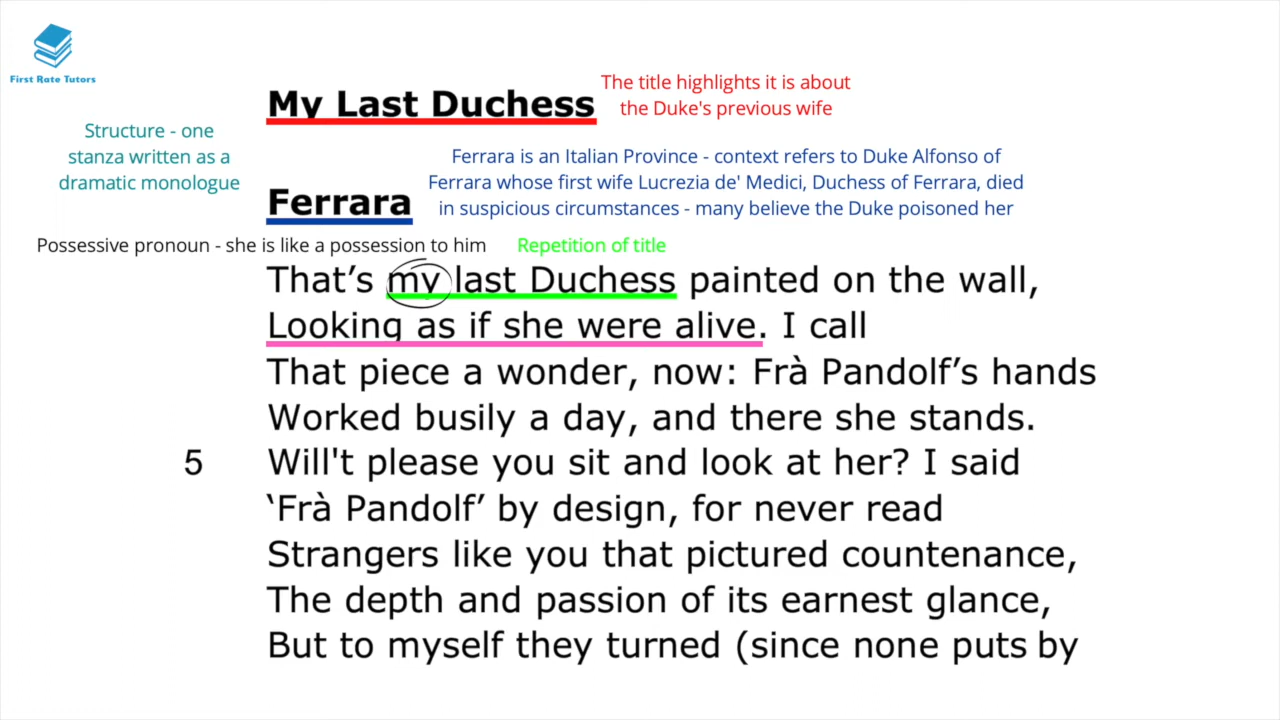 First Rate Tutors
My Last Duchess
The title highlights it is about
the Duke's previous wife
Structure - one
stanza written as a
dramatic monologue
Ferrara is an Italian Province - context refers to Duke Alfonso of
Ferrara whose first wife Lucrezia de' Medici, Duchess of Ferrara, died
in suspicious circumstances - many believe the Duke poisoned her
Ferrara
Possessive pronoun - she is like a possession to him
Repetition of title
That’s my last Duchess painted on the wall,
Looking as if she were alive. I call
That piece a wonder, now: Frà Pandolf’s hands
Worked busily a day, and there she stands.
5 Will't please you sit and look at her? I said
‘Frà Pandolf’ by design, for never read
Strangers like you that pictured countenance,
The depth and passion of its earnest glance,
But to myself they turned (since none puts by